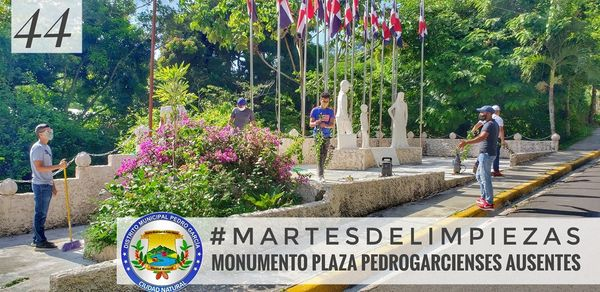 44
DISTRITO MUNICIPAL PEDRO GARCÍA
CIUDAD NATURAL
#MARTESDELIMPIEZAS
MONUMENTO PLAZA PEDROGARCIENSES AUSENTES